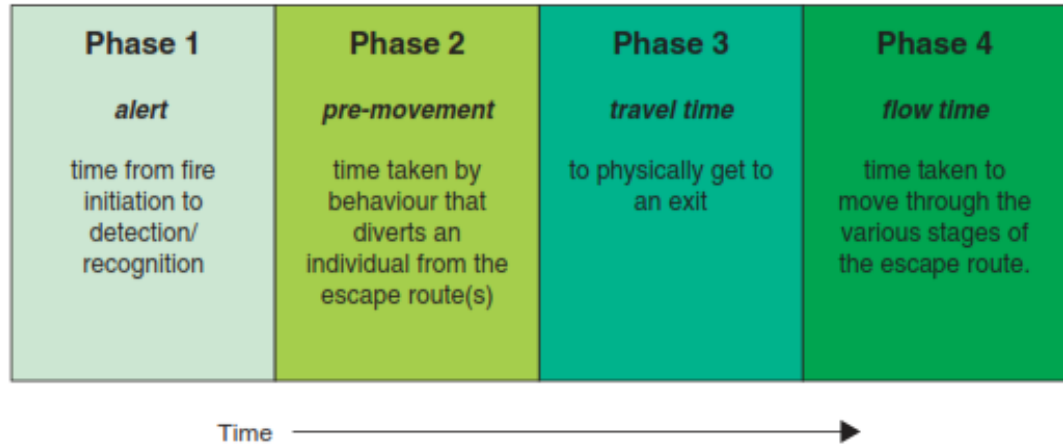 Phase 1
alert
time from fire
initiation to
detection/
recognition
Phase 2
pre-movement
time taken by
behaviour that
diverts an
individual from the
escape route(s)
Phase 3
travel time
to physically get to
an exit
Phase 4
flow time
time taken to
move through the
various stages of
the escape route.
Time